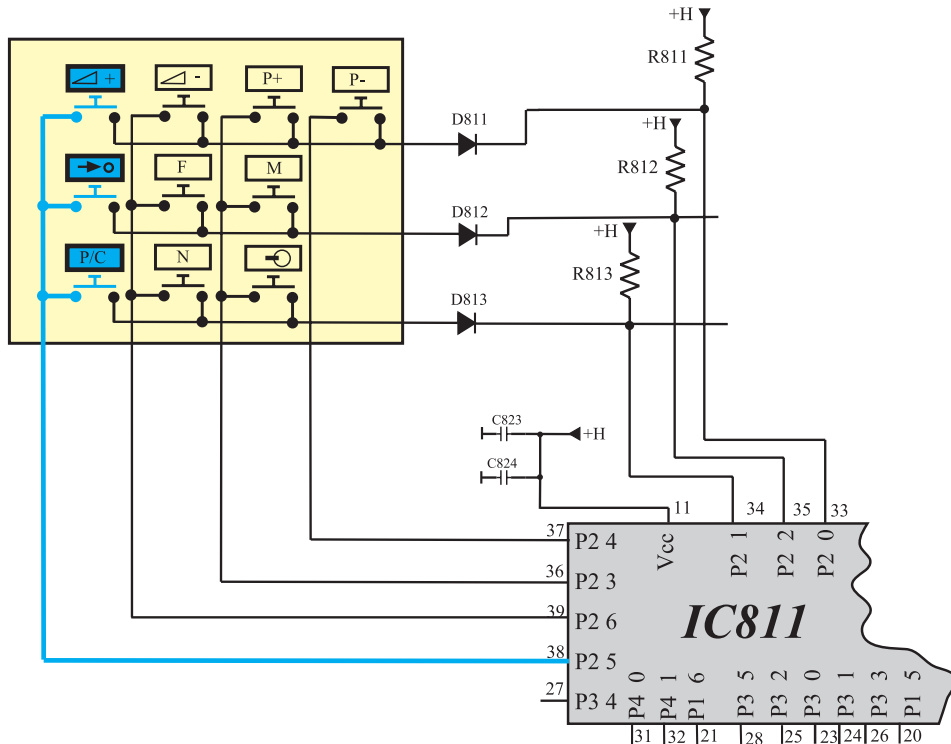 +H
R811
+ - P+ P-
D811
+H
R812
F M
D812
+H
R813
P/C N
D813
C823
+H
C824
11 34 35 33
37 P2 4 Vcc P2 1 P2 2 P2 0
36 P2 3
39 P2 6 IC811
38 P2 5
27 P3 4 P4 0 P4 1 P1 6 P3 5 P3 2 P3 0 P3 1 P3 3 P1 5
31 32 21 28 25 23 24 26 20